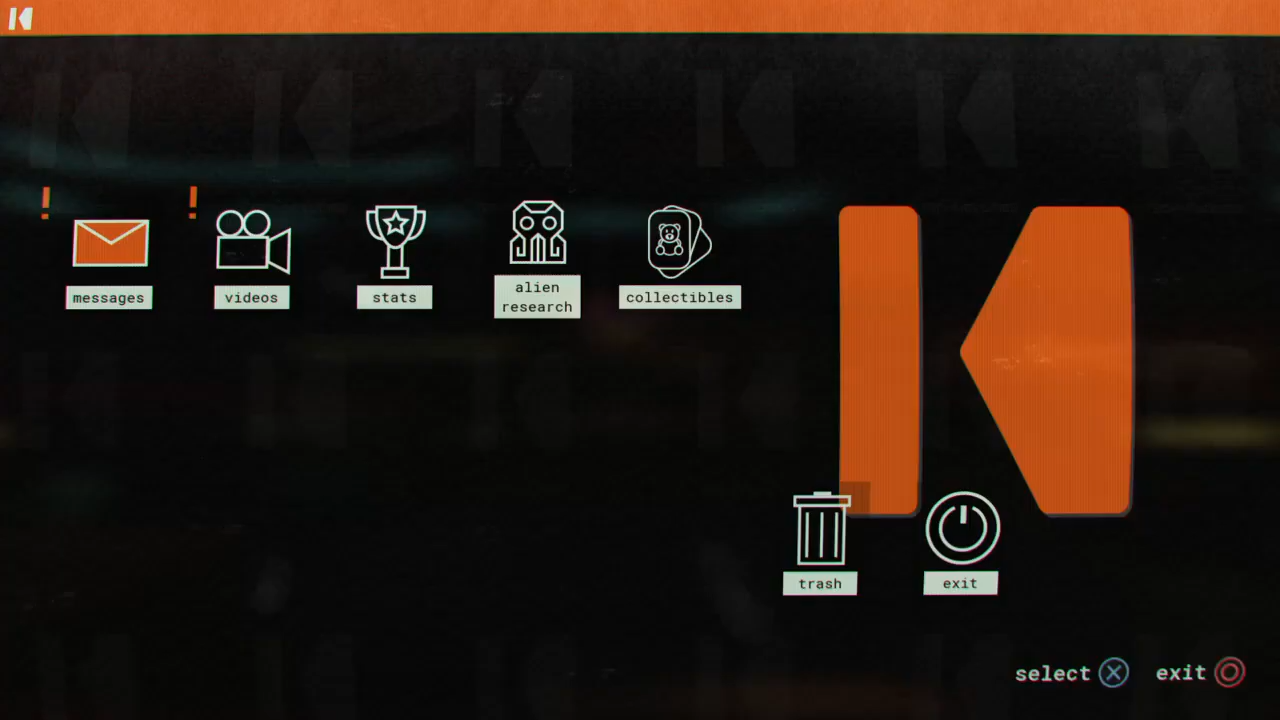 !
!
messages
videos
stats
alien
research
collectibles
trash
exit
select
exit